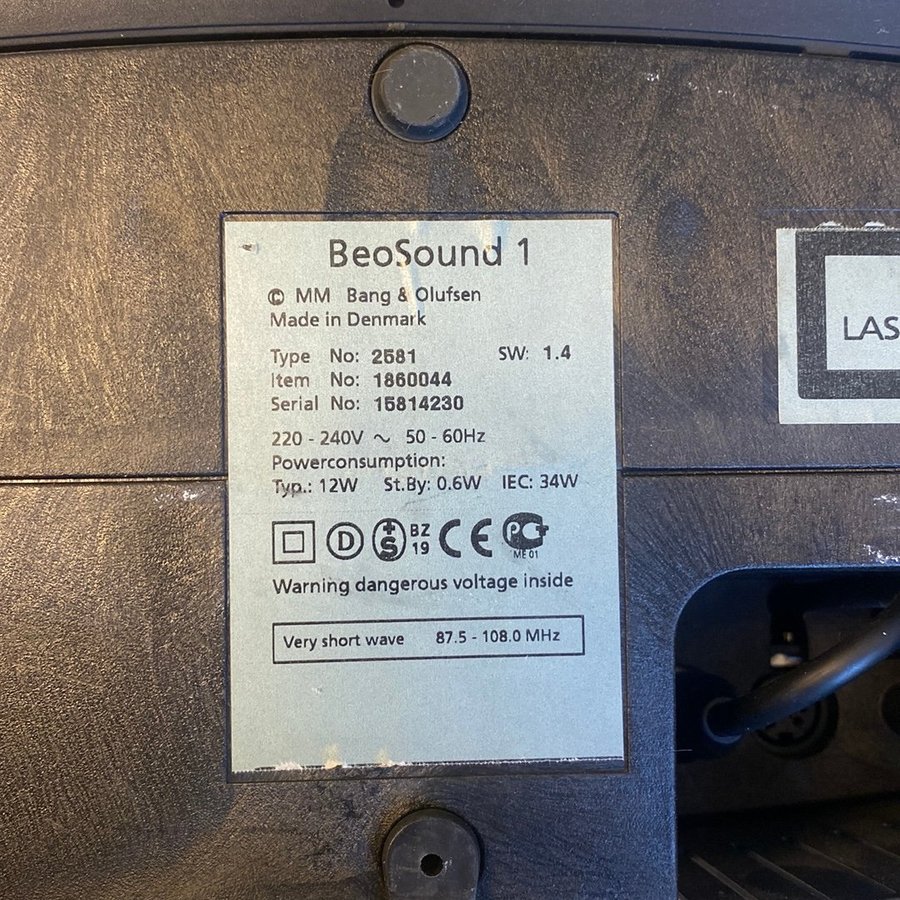 BeoSound 1
© MM Bang & Olufsen
Made in Denmark
Type No: 2581 SW: 1.4
Item No: 1860044
Serial No: 15814230
220 - 240V ~ 50 - 60Hz
Powerconsumption:
Typ.: 12W St.By: 0.6W IEC: 34W
D +S BZ 19 CE PCT ME 01
Warning dangerous voltage inside
Very short wave 87.5 - 108.0 MHz
LAS